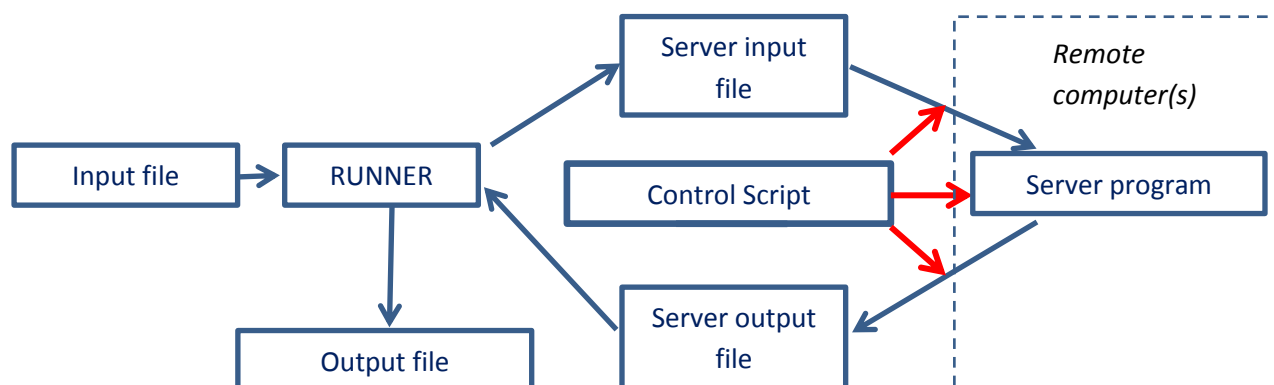 Server input
file
Remote
computer(s)
Input file
RUNNER
Control Script
Server program
Server output
file
Output file